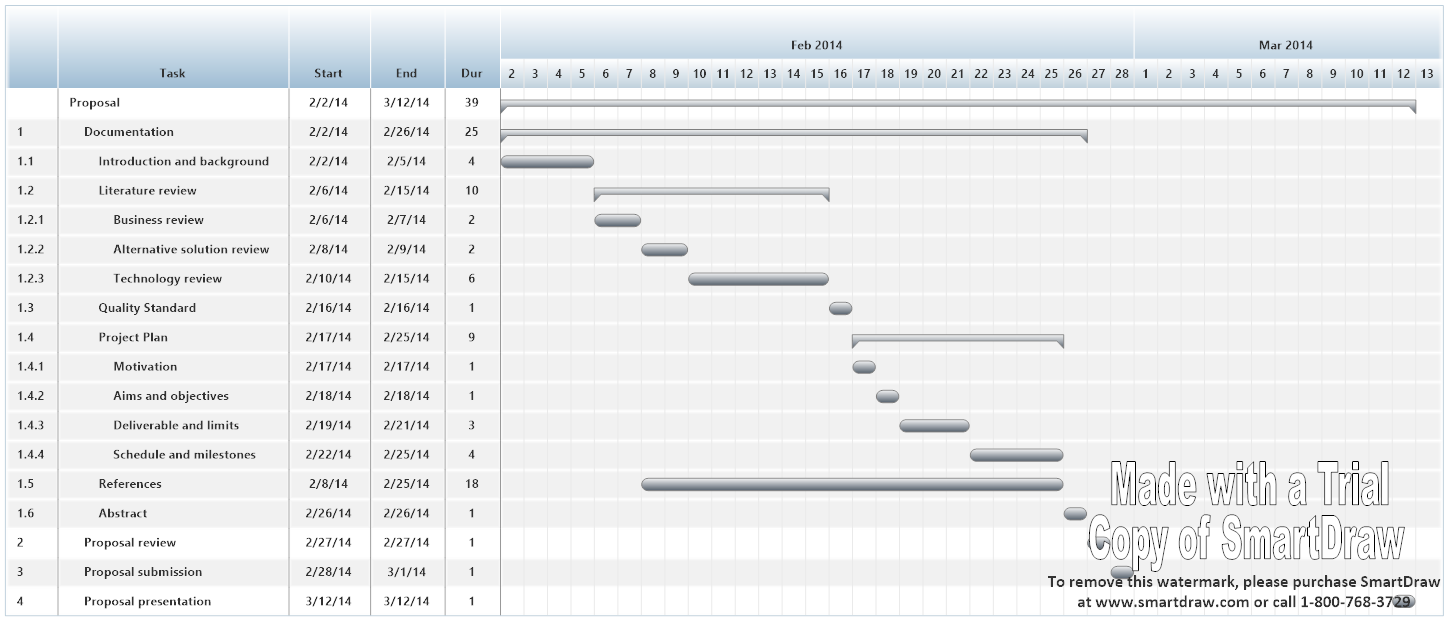 Feb 2014 Mar 2014
Task Start End Dur 2 3 4 5 6 7 8 9 10 11 12 13 14 15 16 17 18 19 20 21 22 23 24 25 26 27 28 1 2 3 4 5 6 7 8 9 10 11 12 13
Proposal 2/2/14 3/12/14 39
1 Documentation 2/2/14 2/26/14 25
1.1 Introduction and background 2/2/14 2/5/14 4
1.2 Literature review 2/6/14 2/15/14 10
1.2.1 Business review 2/6/14 2/7/14 2
1.2.2 Alternative solution review 2/8/14 2/9/14 2
1.2.3 Technology review 2/10/14 2/15/14 6
1.3 Quality Standard 2/16/14 2/16/14 1
1.4 Project Plan 2/17/14 2/25/14 9
1.4.1 Motivation 2/17/14 2/17/14 1
1.4.2 Aims and objectives 2/18/14 2/18/14 1
1.4.3 Deliverable and limits 2/19/14 2/21/14 3
1.4.4 Schedule and milestones 2/22/14 2/25/14 4
1.5 References 2/8/14 2/25/14 18
1.6 Abstract 2/26/14 2/26/14 1
2 Proposal review 2/27/14 2/27/14 1
3 Proposal submission 2/28/14 3/1/14 1
4 Proposal presentation 3/12/14 3/12/14 1
Made with a Trial
Copy of SmartDraw
To remove this watermark, please purchase SmartDraw
at www.smartdraw.com or call 1-800-768-3729